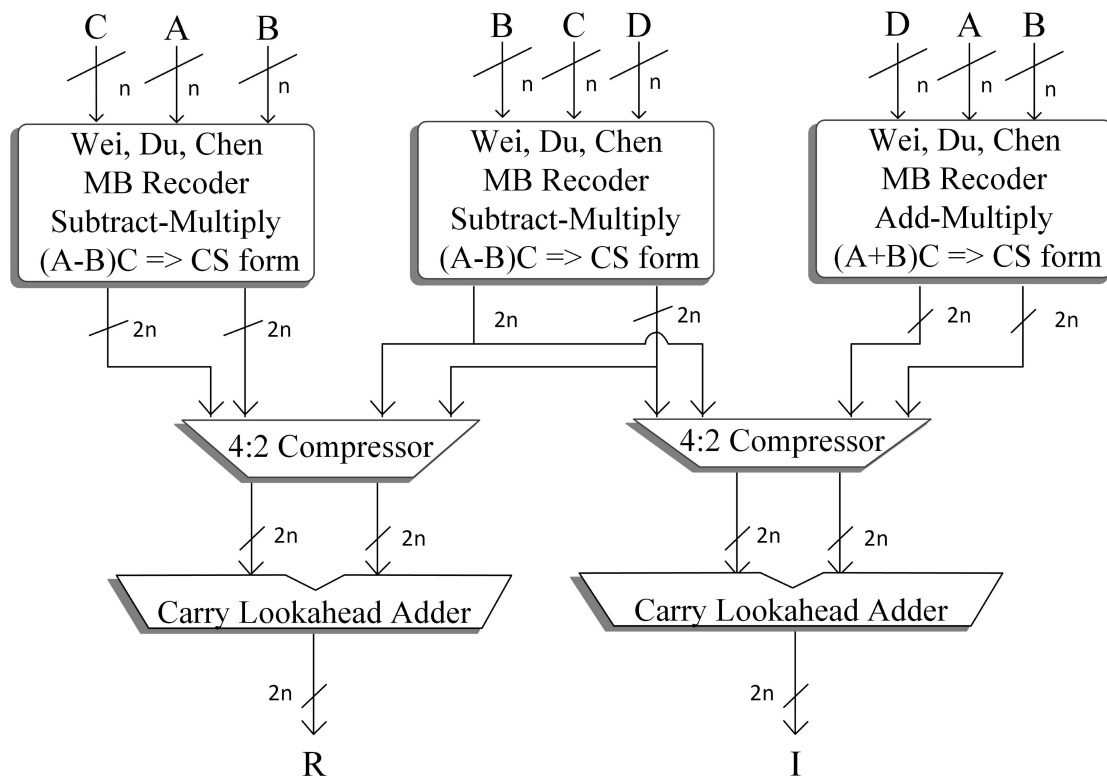 C A B
n n n
Wei, Du, Chen
MB Recoder
Subtract-Multiply
(A-B)C => CS form
B C D
n n n
Wei, Du, Chen
MB Recoder
Subtract-Multiply
(A-B)C => CS form
D A B
n n n
Wei, Du, Chen
MB Recoder
Add-Multiply
(A+B)C => CS form
2n 2n 2n 2n 2n 2n
4:2 Compressor
4:2 Compressor
2n 2n 2n 2n
Carry Lookahead Adder
Carry Lookahead Adder
2n 2n
R I